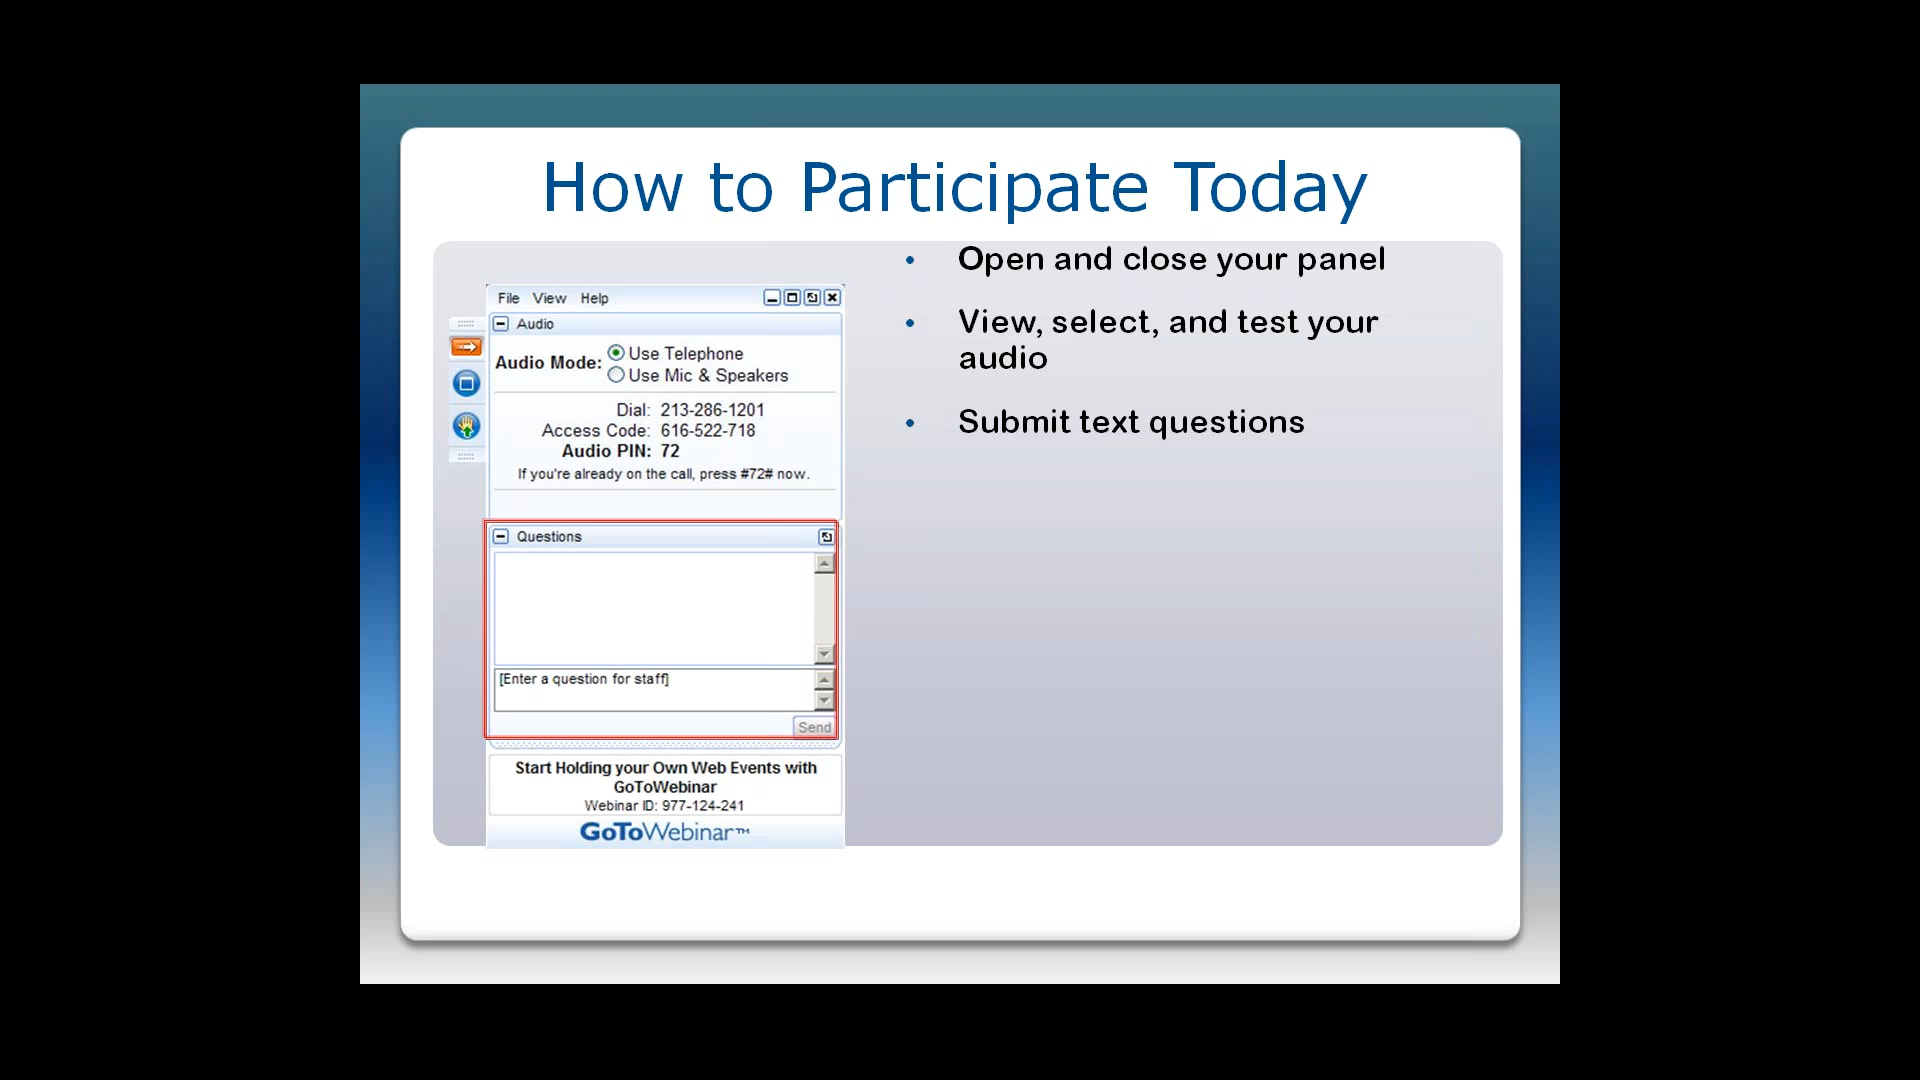 How to Participate Today
• Open and close your panel
• View, select, and test your
audio
• Submit text questions
File View Help
Audio
Audio Mode: Use Telephone
Use Mic & Speakers
Dial: 213-286-1201
Access Code: 616-522-718
Audio PIN: 72
If you're already on the call, press #72# now.
Questions
[Enter a question for staff]
Send
Start Holding your Own Web Events with
GoToWebinar
Webinar ID: 977-124-241
GoToWebinar™